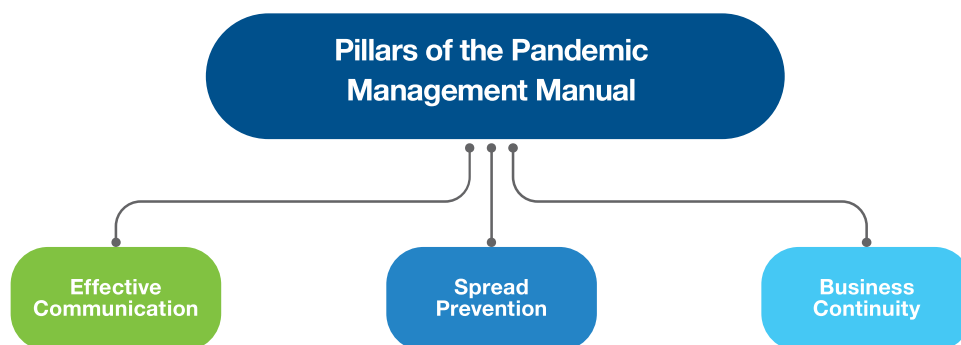 Pillars of the Pandemic
Management Manual
Effective
Communication
Spread
Prevention
Business
Continuity